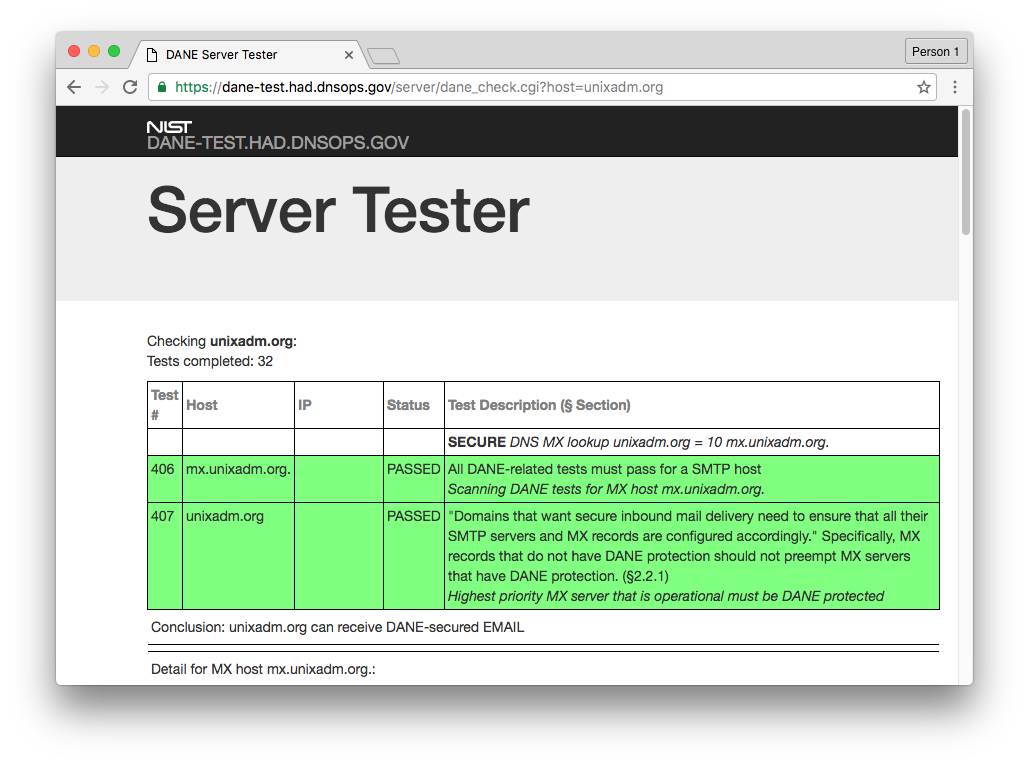 DANE Server Tester
Person 1
https://dane-test.had.dnsops.gov/server/dane_check.cgi?host=unixadm.org
NIST
DANE-TEST.HAD.DNSOPS.GOV
Server Tester
Checking unixadm.org:
Tests completed: 32
Test # Host IP Status Test Description (§ Section)
SECURE DNS MX lookup unixadm.org = 10 mx.unixadm.org.
406 mx.unixadm.org. PASSED All DANE-related tests must pass for a SMTP host
Scanning DANE tests for MX host mx.unixadm.org.
407 unixadm.org PASSED "Domains that want secure inbound mail delivery need to ensure that all their
SMTP servers and MX records are configured accordingly." Specifically, MX
records that do not have DANE protection should not preempt MX servers
that have DANE protection. (§2.2.1)
Highest priority MX server that is operational must be DANE protected
Conclusion: unixadm.org can receive DANE-secured EMAIL
Detail for MX host mx.unixadm.org.: